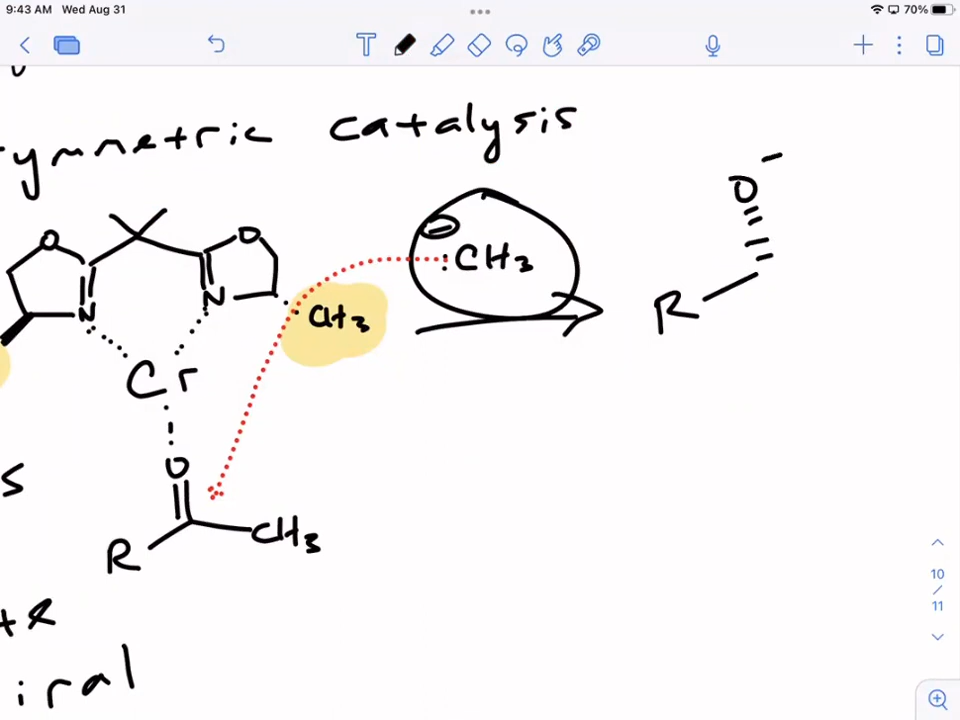 9:43 AM Wed Aug 31
70%
T
ymmetric catalysis
O
O
N
N
CH3
:CH3
Cr
O
R
CH3
O
R
s
iral
10
11